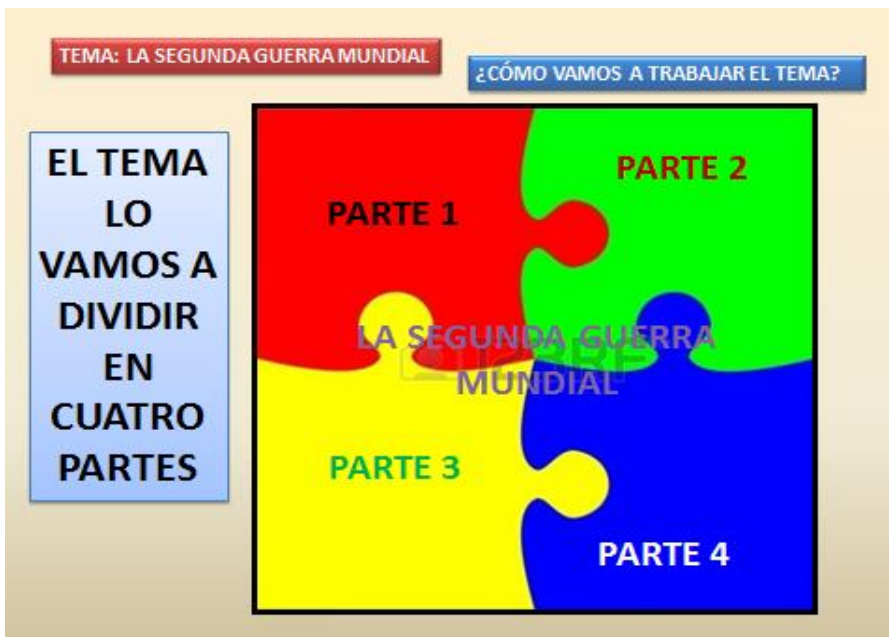 TEMA: LA SEGUNDA GUERRA MUNDIAL
¿CÓMO VAMOS A TRABAJAR EL TEMA?
EL TEMA
LO
VAMOS A
DIVIDIR
EN
CUATRO
PARTES
PARTE 1
PARTE 2
LA SEGUNDA GUERRA
MUNDIAL
PARTE 3
PARTE 4